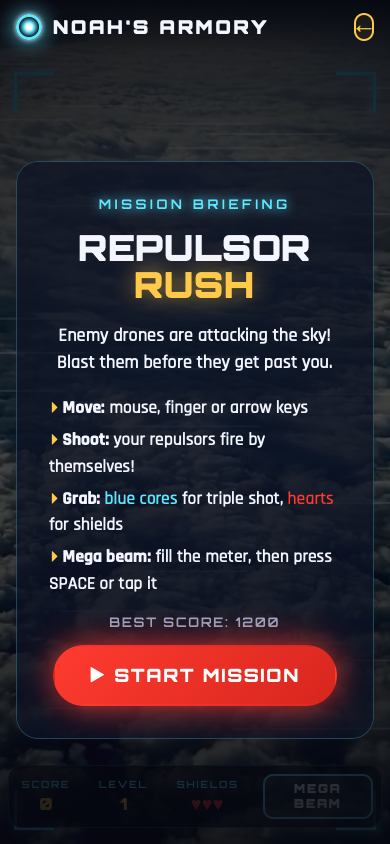 NOAH'S ARMORY
←
MISSION BRIEFING
REPULSOR
RUSH
Enemy drones are attacking the sky!
Blast them before they get past you.
Move: mouse, finger or arrow keys
Shoot: your repulsors fire by
themselves!
Grab: blue cores for triple shot, hearts
for shields
Mega beam: fill the meter, then press
SPACE or tap it
BEST SCORE: 1200
▶ START MISSION
SCORE LEVEL SHIELDS MEGA
0 1 ♥♥♥ BEAM